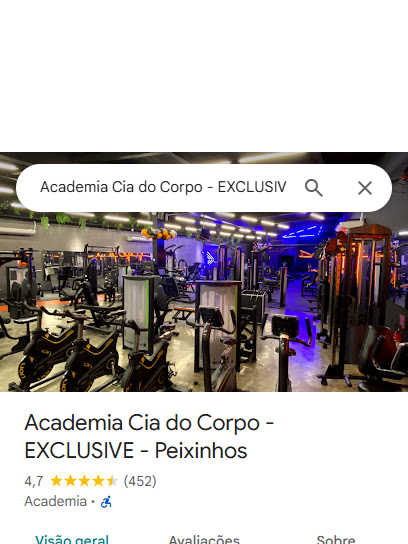 Academia Cia do Corpo - EXCLUSIV
Academia Cia do Corpo -
EXCLUSIVE - Peixinhos
4,7 (452)
Academia ·
Visão geral Avaliações Sobre